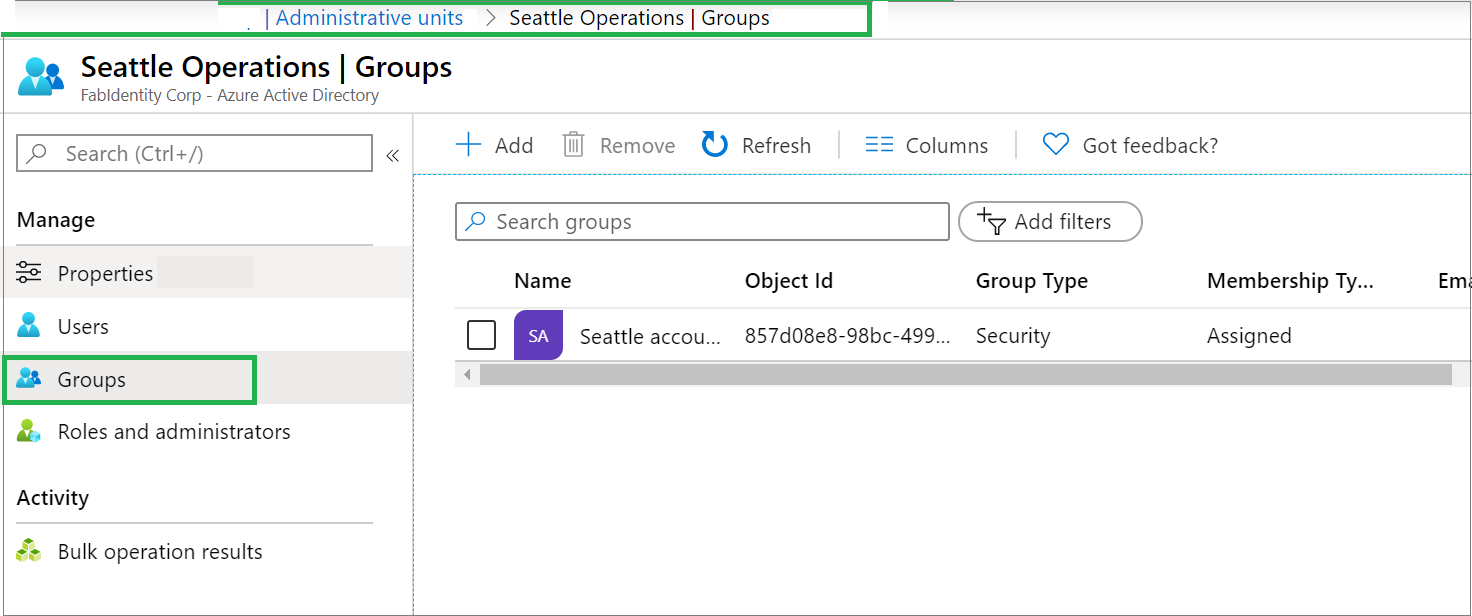 | Administrative units > Seattle Operations | Groups
Seattle Operations | Groups
FabIdentity Corp - Azure Active Directory
Search (Ctrl+/)
«
Add Remove Refresh Columns Got feedback?
Manage
Properties
Users
Groups
Roles and administrators
Activity
Bulk operation results
Search groups Add filters
Name Object Id Group Type Membership Ty... Ema
SA Seattle accou... 857d08e8-98bc-499... Security Assigned